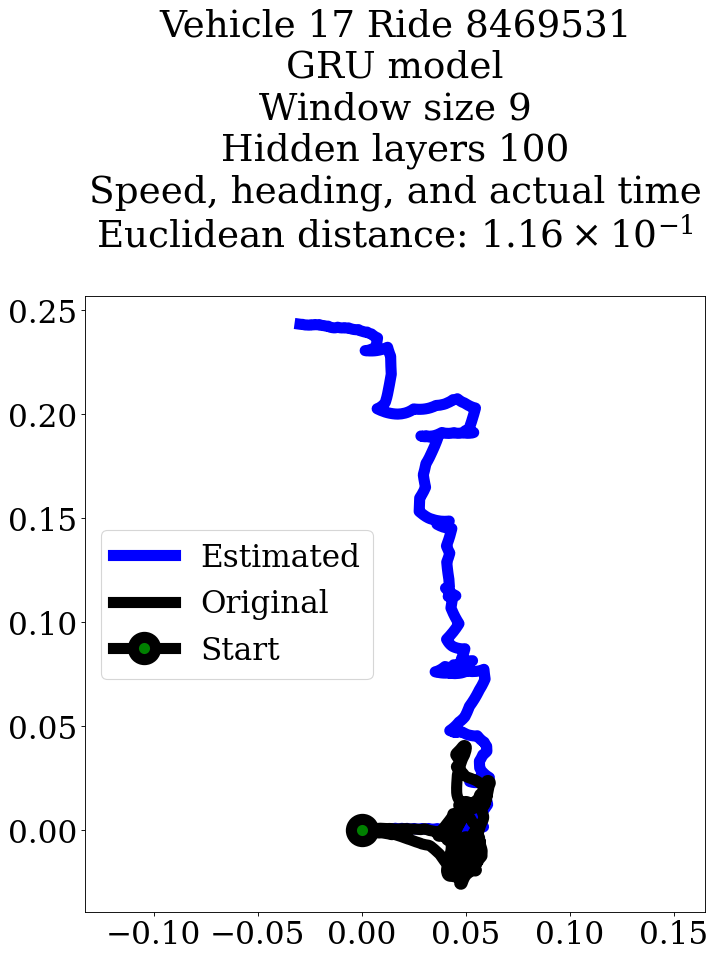 Vehicle 17 Ride 8469531
GRU model
Window size 9
Hidden layers 100
Speed, heading, and actual time
Euclidean distance: 1.16 × 10⁻¹
0.25
0.20
0.15
0.10
0.05
0.00
Estimated
Original
Start
−0.10 −0.05 0.00 0.05 0.10 0.15